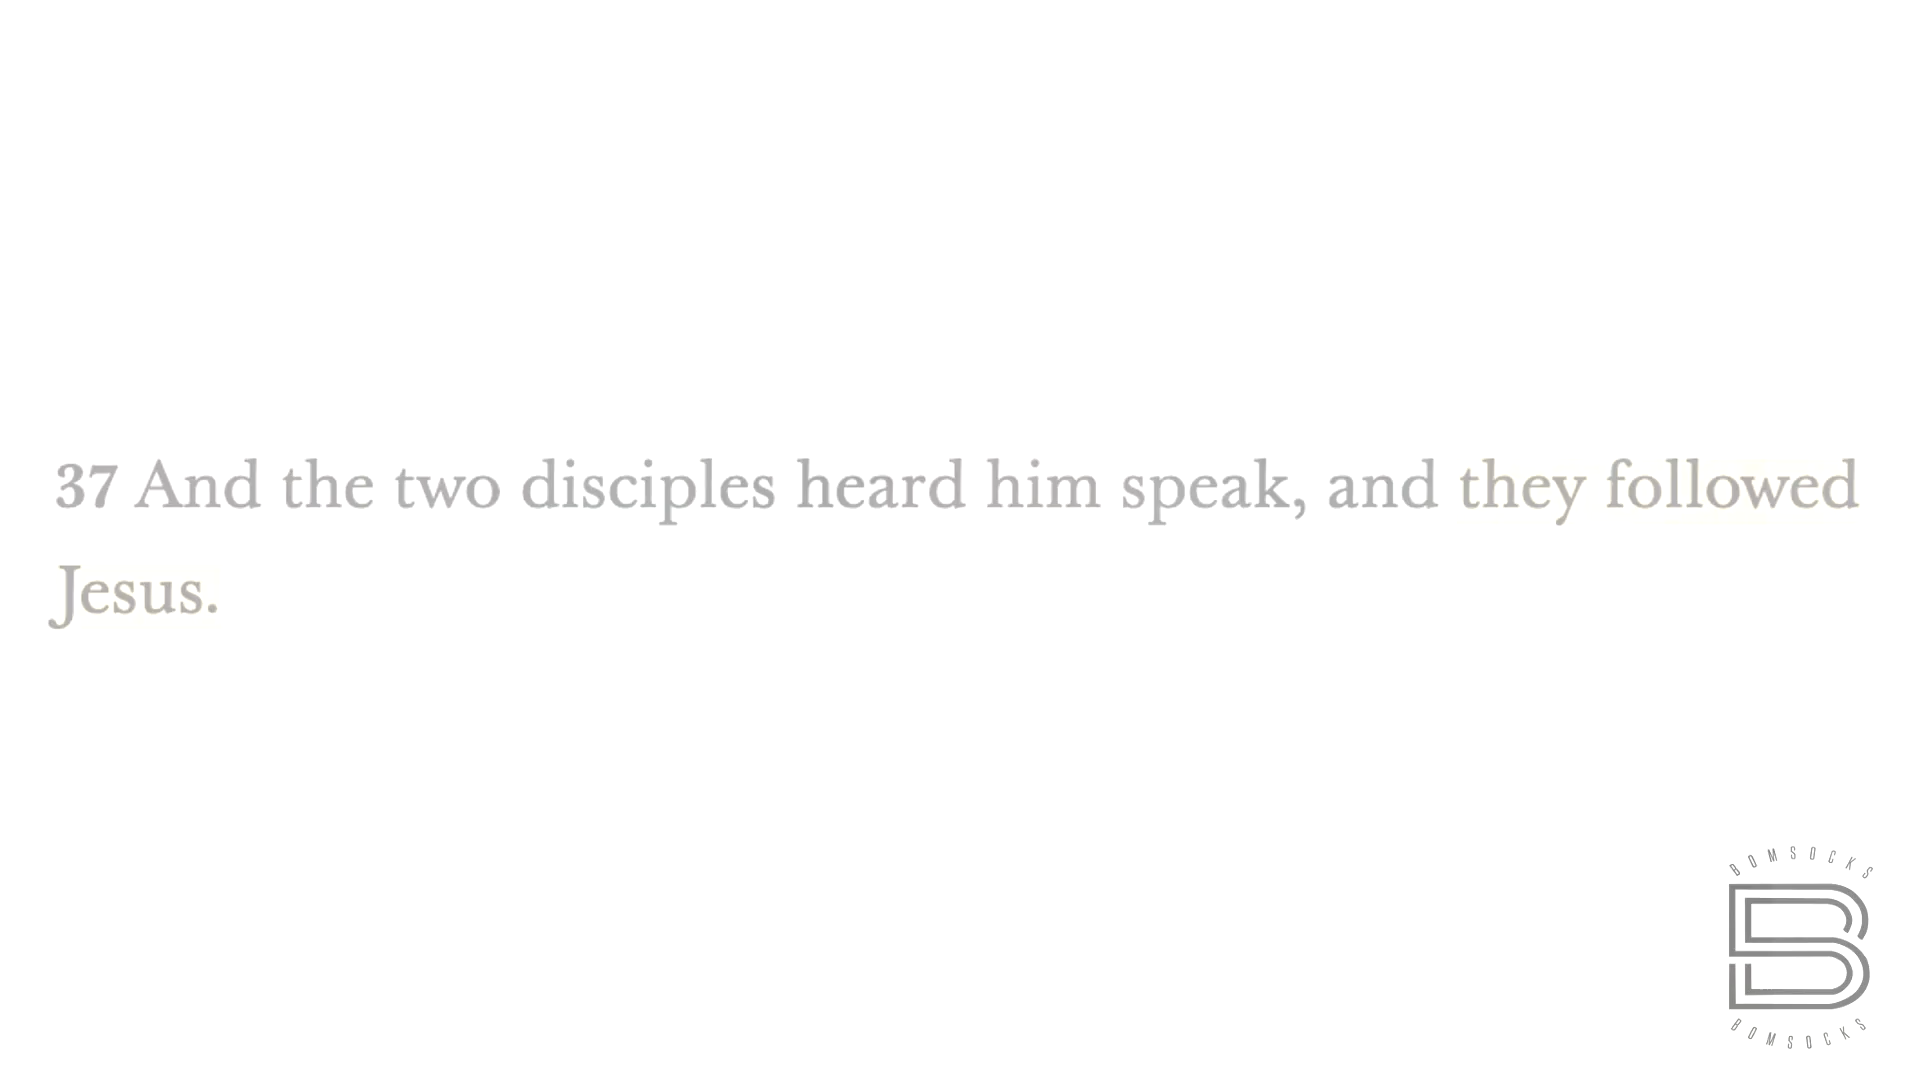 37 And the two disciples heard him speak, and they followed
Jesus.
BOMSOCKS
B
BOMSOCKS